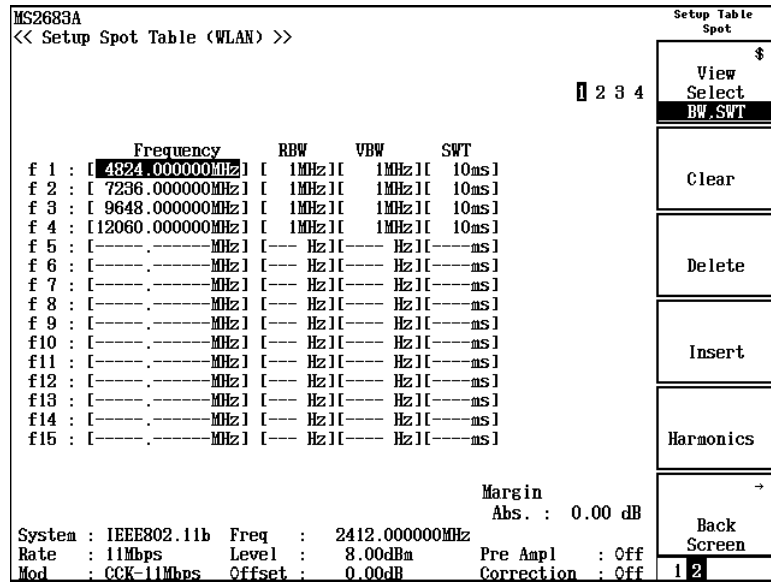 MS2683A
<< Setup Spot Table (WLAN) >>
1 2 3 4
Frequency RBW VBW SWT
f 1 : [ 4824.000000MHz] [ 1MHz][ 1MHz][ 10ms]
f 2 : [ 7236.000000MHz] [ 1MHz][ 1MHz][ 10ms]
f 3 : [ 9648.000000MHz] [ 1MHz][ 1MHz][ 10ms]
f 4 : [12060.000000MHz] [ 1MHz][ 1MHz][ 10ms]
f 5 : [-----.------MHz] [--- Hz][---- Hz][----ms]
f 6 : [-----.------MHz] [--- Hz][---- Hz][----ms]
f 7 : [-----.------MHz] [--- Hz][---- Hz][----ms]
f 8 : [-----.------MHz] [--- Hz][---- Hz][----ms]
f 9 : [-----.------MHz] [--- Hz][---- Hz][----ms]
f10 : [-----.------MHz] [--- Hz][---- Hz][----ms]
f11 : [-----.------MHz] [--- Hz][---- Hz][----ms]
f12 : [-----.------MHz] [--- Hz][---- Hz][----ms]
f13 : [-----.------MHz] [--- Hz][---- Hz][----ms]
f14 : [-----.------MHz] [--- Hz][---- Hz][----ms]
f15 : [-----.------MHz] [--- Hz][---- Hz][----ms]
Margin
Abs. : 0.00 dB
System : IEEE802.11b Freq : 2412.000000MHz
Rate : 11Mbps Level : 8.00dBm Pre Ampl : Off
Mod : CCK-11Mbps Offset : 0.00dB Correction : Off
Setup Table
Spot
$
View
Select
BW,SWT
Clear
Delete
Insert
Harmonics
→
Back
Screen
1 2